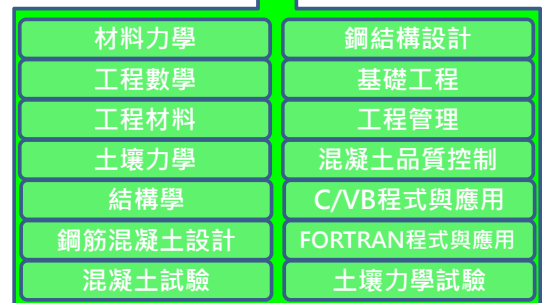 材料力學
鋼結構設計
工程數學
基礎工程
工程材料
工程管理
土壤力學
混凝土品質控制
結構學
C/VB程式與應用
鋼筋混凝土設計
FORTRAN程式與應用
混凝土試驗
土壤力學試驗